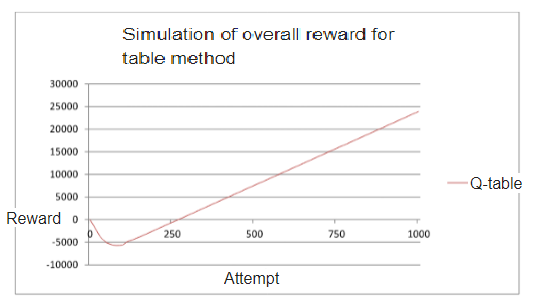 Simulation of overall reward for
table method
30000
25000
20000
15000
10000
5000
Reward 0
-5000
-10000
0 250 500 750 1000
Attempt
Q-table